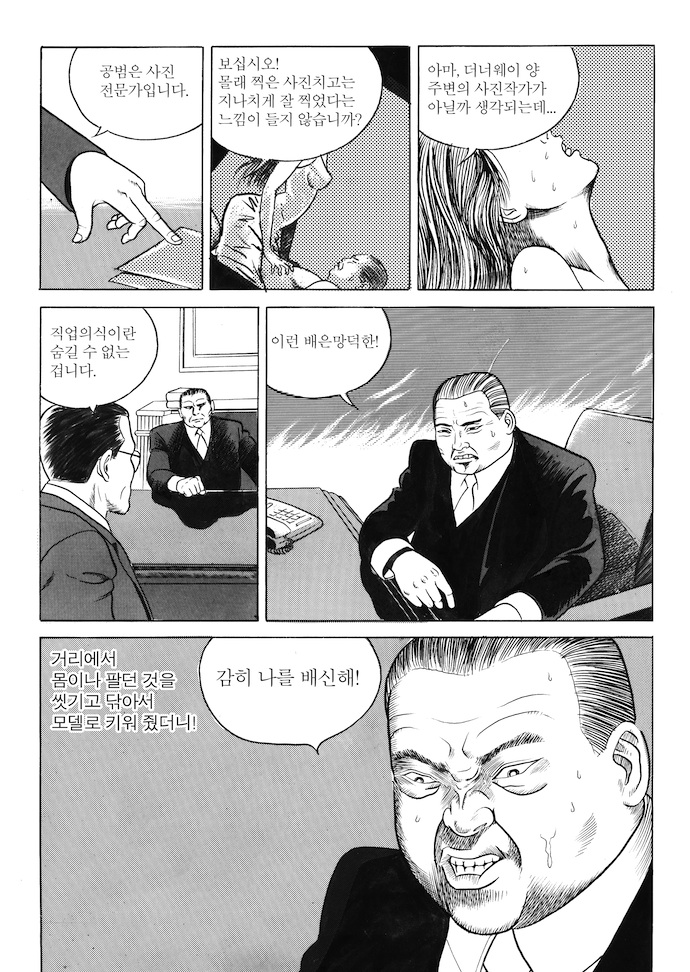 공범은 사진
전문가입니다.
보십시오!
몰래 찍은 사진치고는
지나치게 잘 찍었다는
느낌이 들지 않습니까?
아마, 더너웨이 양
주변의 사진작가가
아닐까 생각되는데...
직업의식이란
숨길 수 없는
겁니다.
이런 배은망덕한!
거리에서
몸이나 팔던 것을
씻기고 닦아서
모델로 키워 줬더니!
감히 나를 배신해!